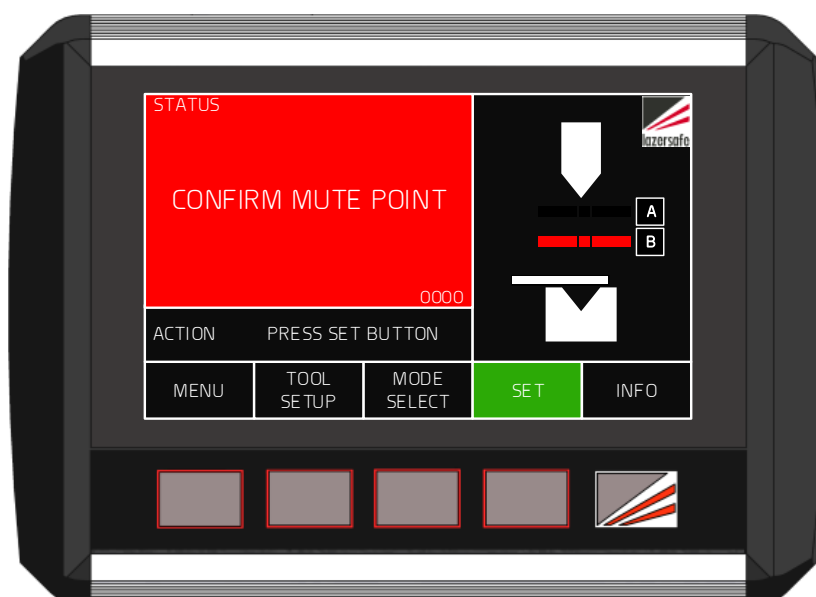 STATUS
CONFIRM MUTE POINT
0000
ACTION PRESS SET BUTTON
lazersafe
A
B
MENU
TOOL
SETUP
MODE
SELECT
SET
INFO